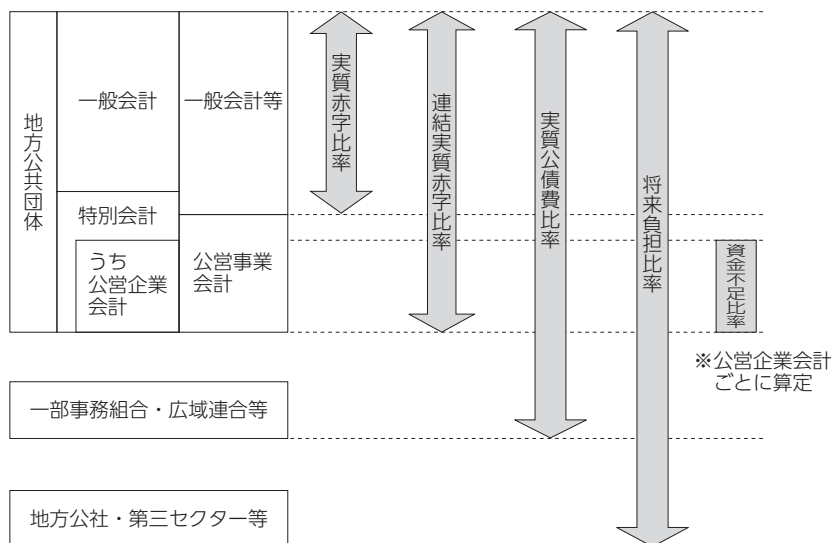 地方公共団体
一般会計
一般会計等
特別会計
うち
公営企業
会計
公営事業
会計
実質赤字比率
連結実質赤字比率
実質公債費比率
将来負担比率
資金不足比率
※公営企業会計
ごとに算定
一部事務組合・広域連合等
地方公社・第三セクター等